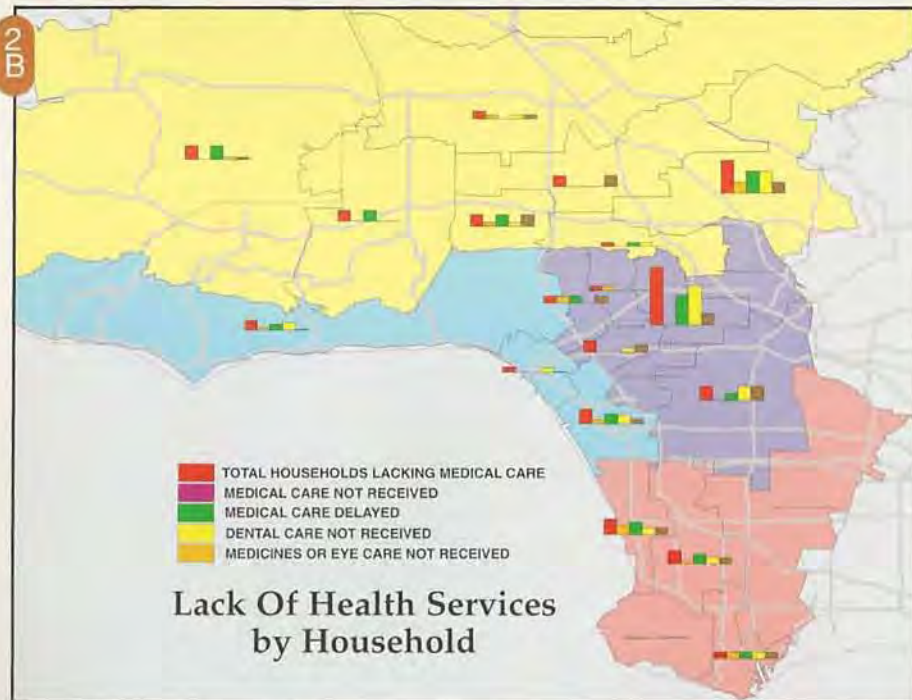 2
B
TOTAL HOUSEHOLDS LACKING MEDICAL CARE
MEDICAL CARE NOT RECEIVED
MEDICAL CARE DELAYED
DENTAL CARE NOT RECEIVED
MEDICINES OR EYE CARE NOT RECEIVED
Lack Of Health Services
by Household